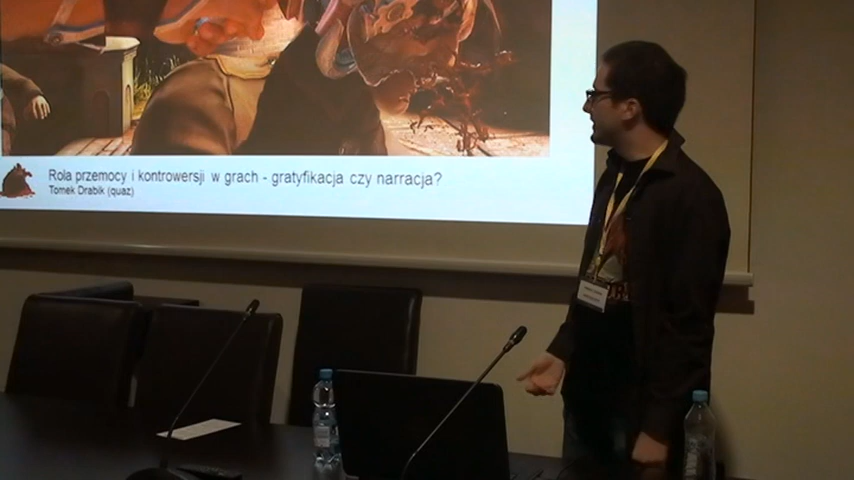 Rola przemocy i kontrowersji w grach - gratyfikacja czy narracja?
Tomek Drabik (quaz)